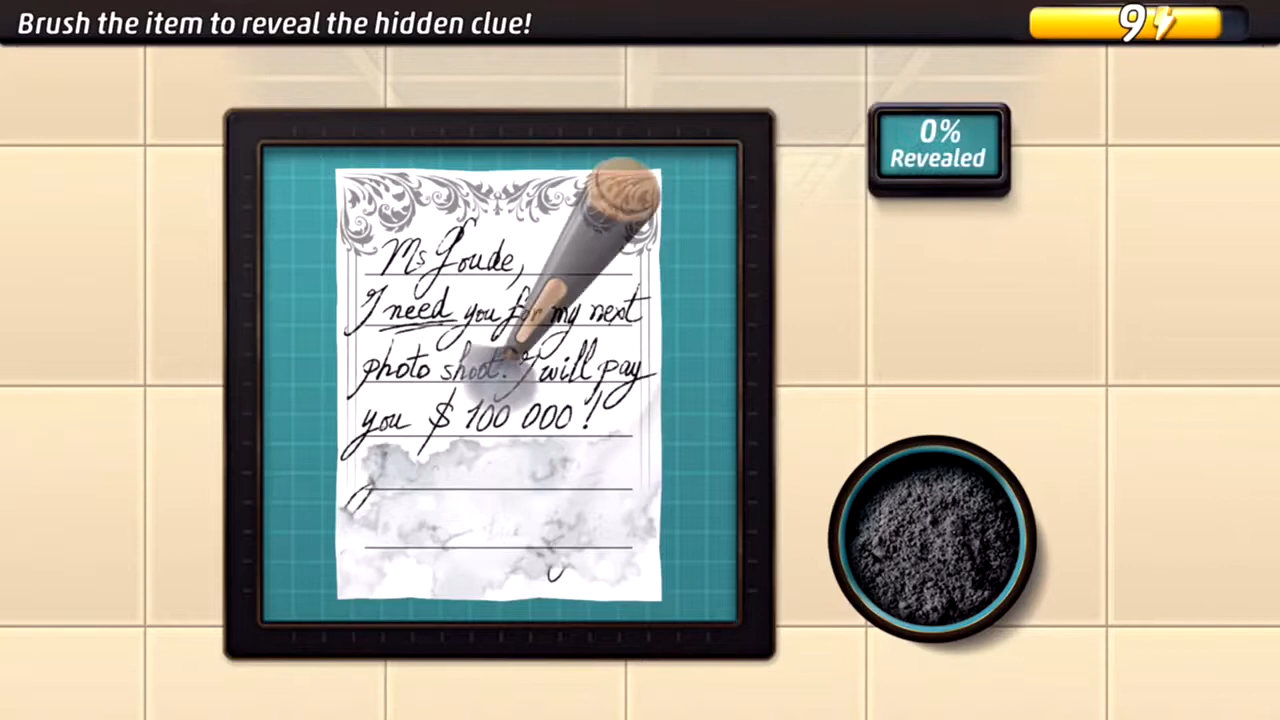 Brush the item to reveal the hidden clue!
9
0%
Revealed
Ms Goude,
I need you for my next
photo shoot. I will pay
you $ 100 000!